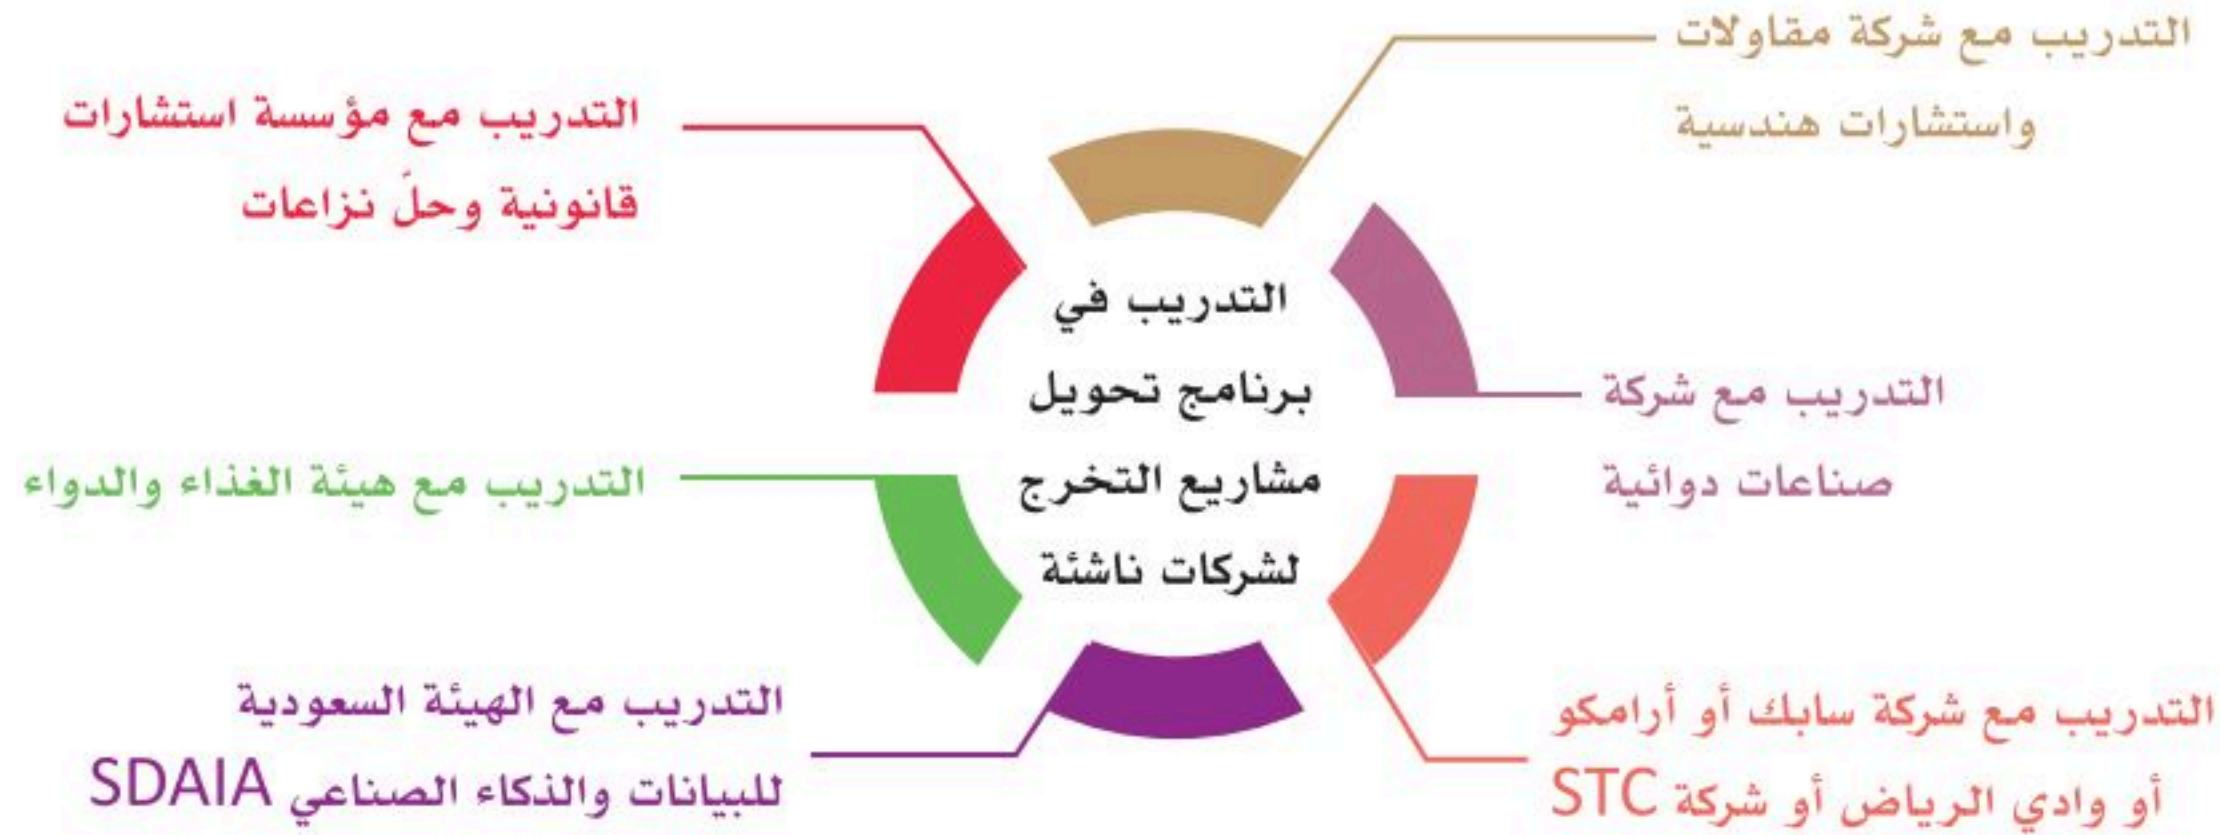 التدريب مع شركة مقاولات
واستشارات هندسية
التدريب مع مؤسسة استشارات
قانونية وحلَ نزاعات
التدريب في
برنامج تحويل
مشاريع التخرج
لشركات ناشئة
التدريب مع شركة
صناعات دوائية
التدريب مع هيئة الغذاء والدواء
التدريب مع شركة سابك أو أرامكو
أو وادي الرياض أو شركة STC
التدريب مع الهيئة السعودية
للبيانات والذكاء الصناعي SDAIA